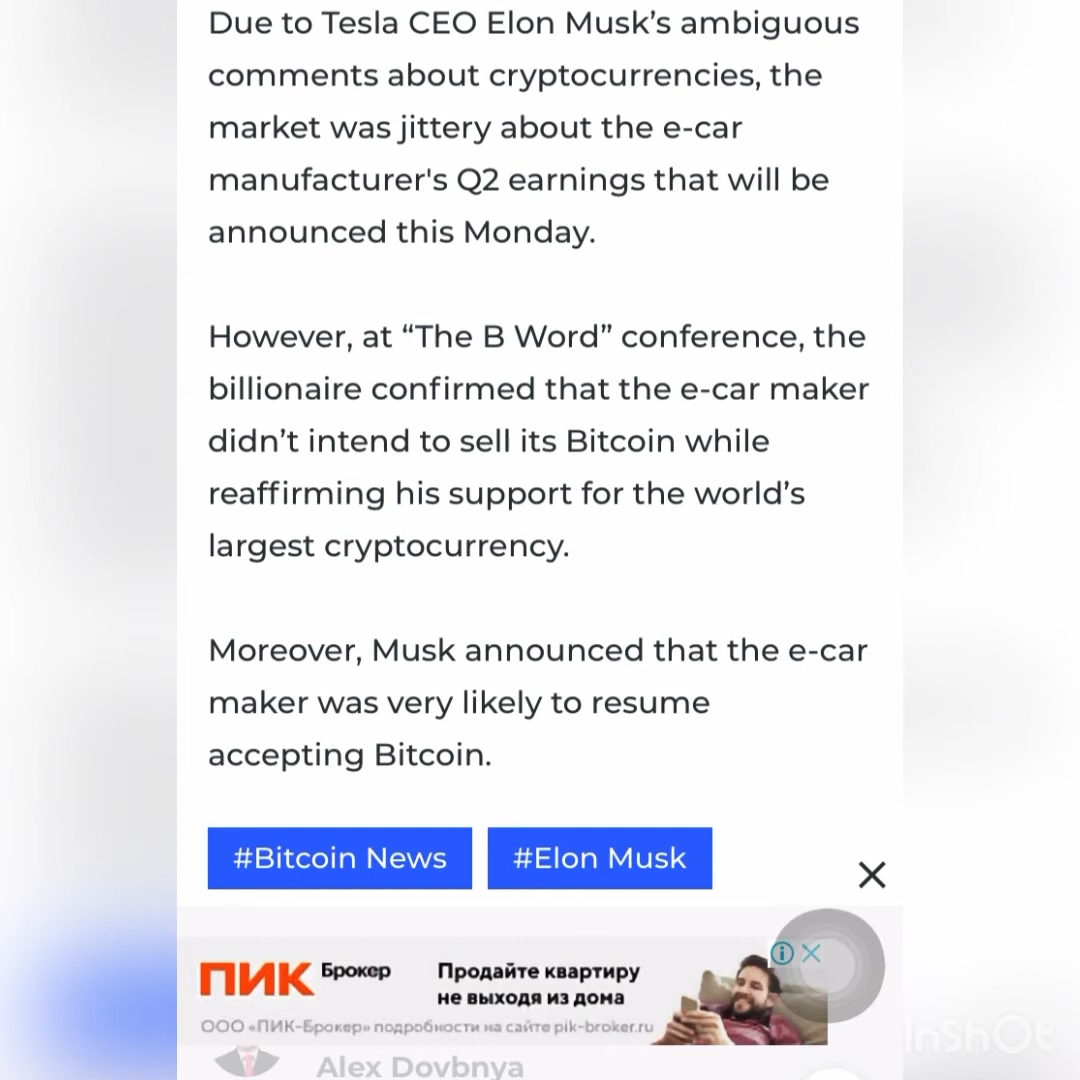 Due to Tesla CEO Elon Musk’s ambiguous
comments about cryptocurrencies, the
market was jittery about the e-car
manufacturer's Q2 earnings that will be
announced this Monday.
However, at “The B Word” conference, the
billionaire confirmed that the e-car maker
didn’t intend to sell its Bitcoin while
reaffirming his support for the world’s
largest cryptocurrency.
Moreover, Musk announced that the e-car
maker was very likely to resume
accepting Bitcoin.
#Bitcoin News #Elon Musk
ПИК Брокер
Продайте квартиру
не выходя из дома
ООО «ПИК-Брокер» подробности на сайте pik-broker.ru
Alex Dovbnya
InShOt